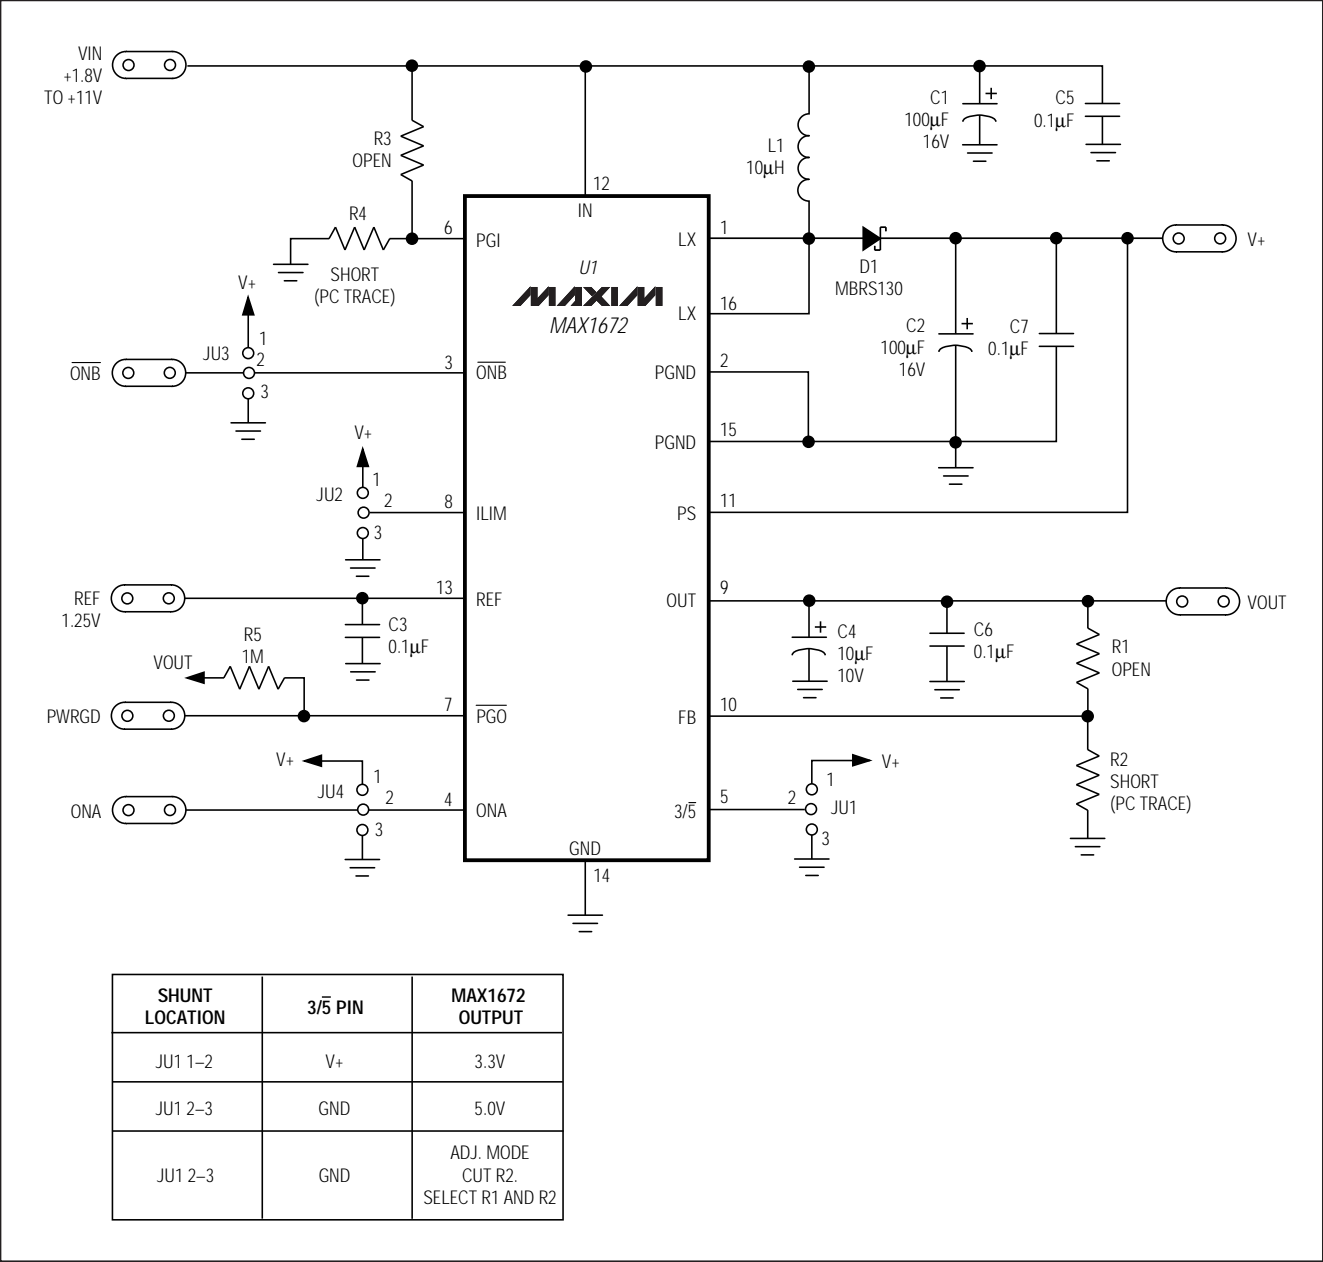 VIN
+1.8V
TO +11V
R3
OPEN
L1
10µH
C1
+
100µF
16V
C5
0.1µF
12
IN
R4
SHORT
(PC TRACE)
6
PGI
U1
MAXIM
MAX1672
LX
1
D1
MBRS130
V+
LX
16
C2
+
100µF
16V
C7
0.1µF
V+
JU3
1
2
3
O̅N̅B̅
3
O̅N̅B̅
PGND
2
PGND
15
V+
JU2
1
2
3
8
ILIM
PS
11
REF
1.25V
13
REF
C3
0.1µF
OUT
9
VOUT
C4
+
10µF
10V
C6
0.1µF
R1
OPEN
R5
1M
VOUT
PWRGD
7
P̅G̅O̅
FB
10
R2
SHORT
(PC TRACE)
V+
JU4
1
2
3
ONA
4
ONA
3/5̅
5
V+
1
2
JU1
3
GND
14
SHUNT
LOCATION
3/5̅ PIN
MAX1672
OUTPUT
JU1 1–2
V+
3.3V
JU1 2–3
GND
5.0V
JU1 2–3
GND
ADJ. MODE
CUT R2.
SELECT R1 AND R2